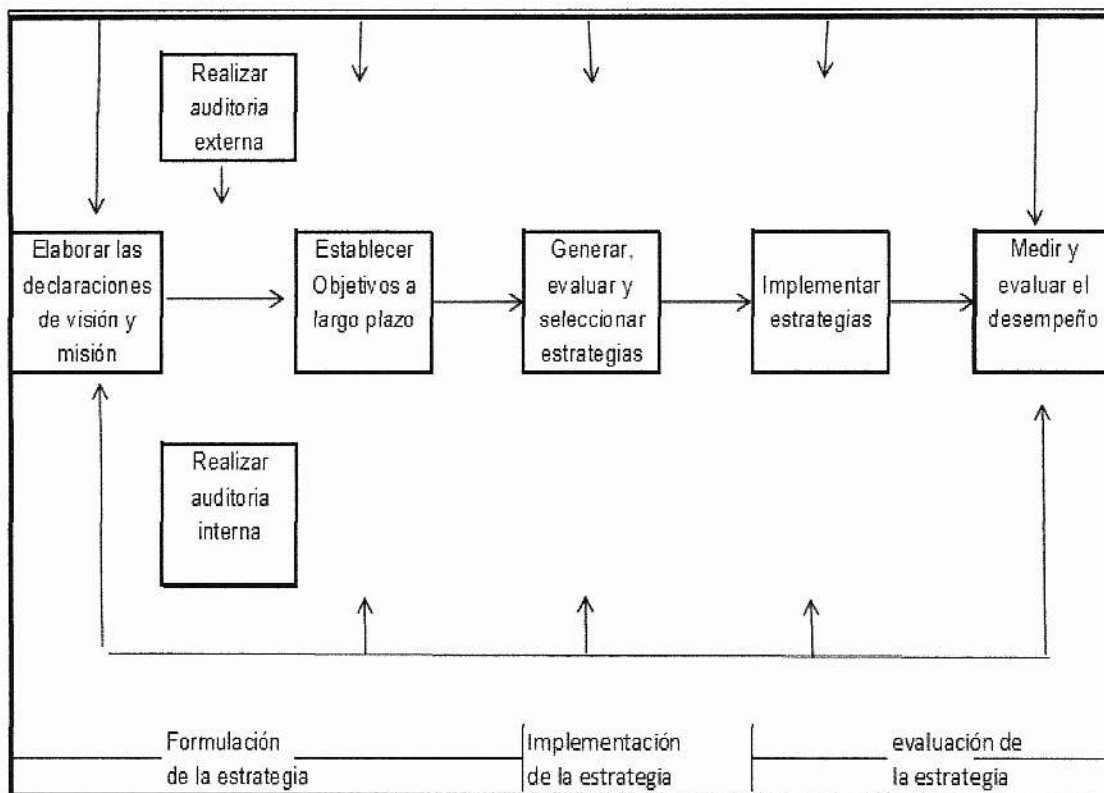 Realizar
auditoria
externa
Elaborar las
declaraciones
de visión y
misión
Establecer
Objetivos a
largo plazo
Generar,
evaluar y
seleccionar
estrategias
Implementar
estrategias
Medir y
evaluar el
desempeño
Realizar
auditoria
interna
Formulación
de la estrategia
Implementación
de la estrategia
evaluación de
la estrategia